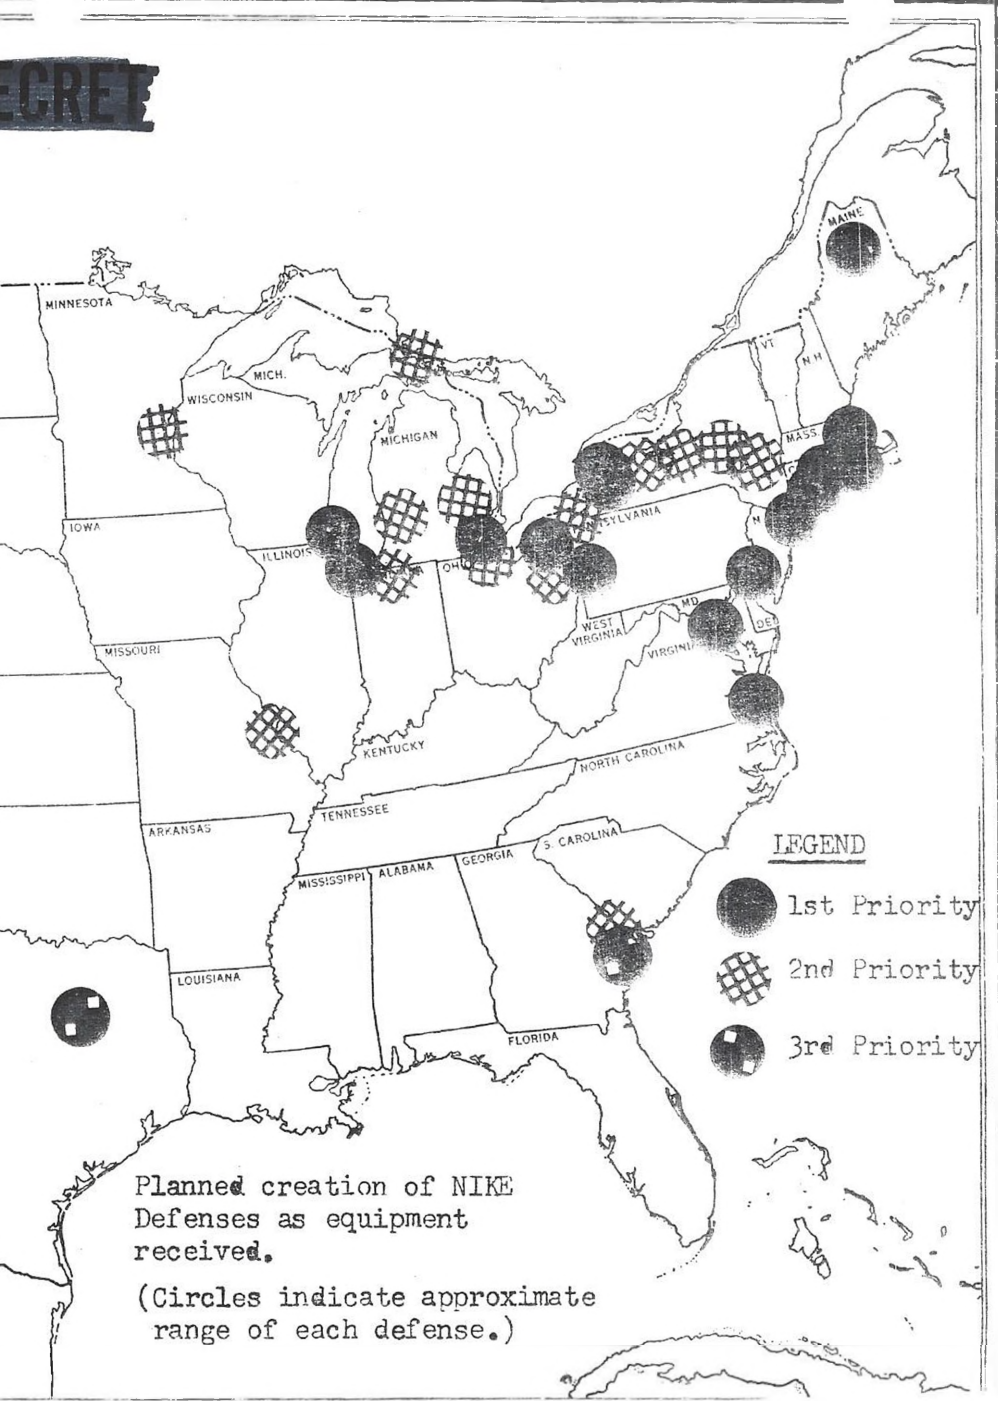 ECRET
MAINE
MINNESOTA
VT
N.H
MICH.
WISCONSIN
MICHIGAN
MASS.
IOWA
SYLVANIA
N
ILLINOIS
OH
MD
WEST
VIRGINIA
DEL
VIRGINI
MISSOURI
KENTUCKY
NORTH CAROLINA
TENNESSEE
ARKANSAS
S. CAROLINA
GEORGIA
ALABAMA
MISSISSIPPI
LOUISIANA
FLORIDA
LEGEND
1st Priority
2nd Priority
3rd Priority
Planned creation of NIKE
Defenses as equipment
received.
(Circles indicate approximate
range of each defense.)